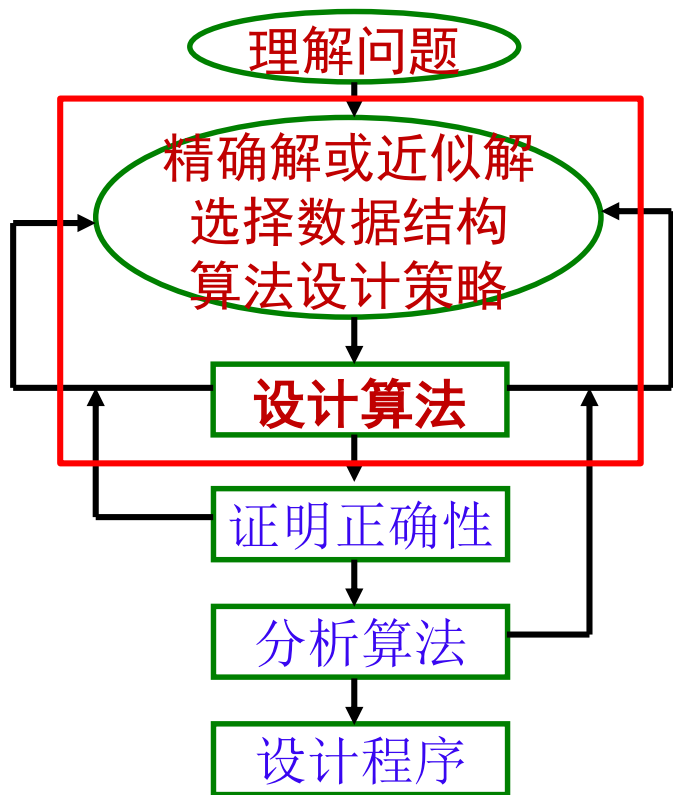 理解问题
精确解或近似解
选择数据结构
算法设计策略
设计算法
证明正确性
分析算法
设计程序